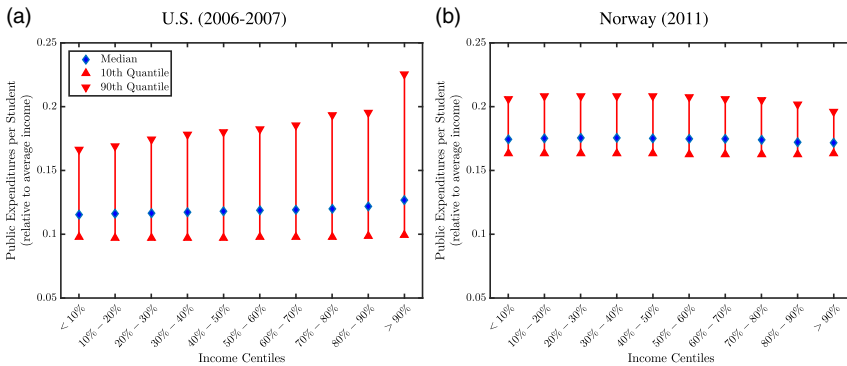 (a)
U.S. (2006-2007)
Public Expenditures per Student
(relative to average income)
0.25
0.2
0.15
0.1
0.05
Median
10th Quantile
90th Quantile
< 10%
10% − 20%
20% − 30%
30% − 40%
40% − 50%
50% − 60%
60% − 70%
70% − 80%
80% − 90%
> 90%
Income Centiles
(b)
Norway (2011)
Public Expenditures per Student
(relative to average income)
0.25
0.2
0.15
0.1
0.05
< 10%
10% − 20%
20% − 30%
30% − 40%
40% − 50%
50% − 60%
60% − 70%
70% − 80%
80% − 90%
> 90%
Income Centiles